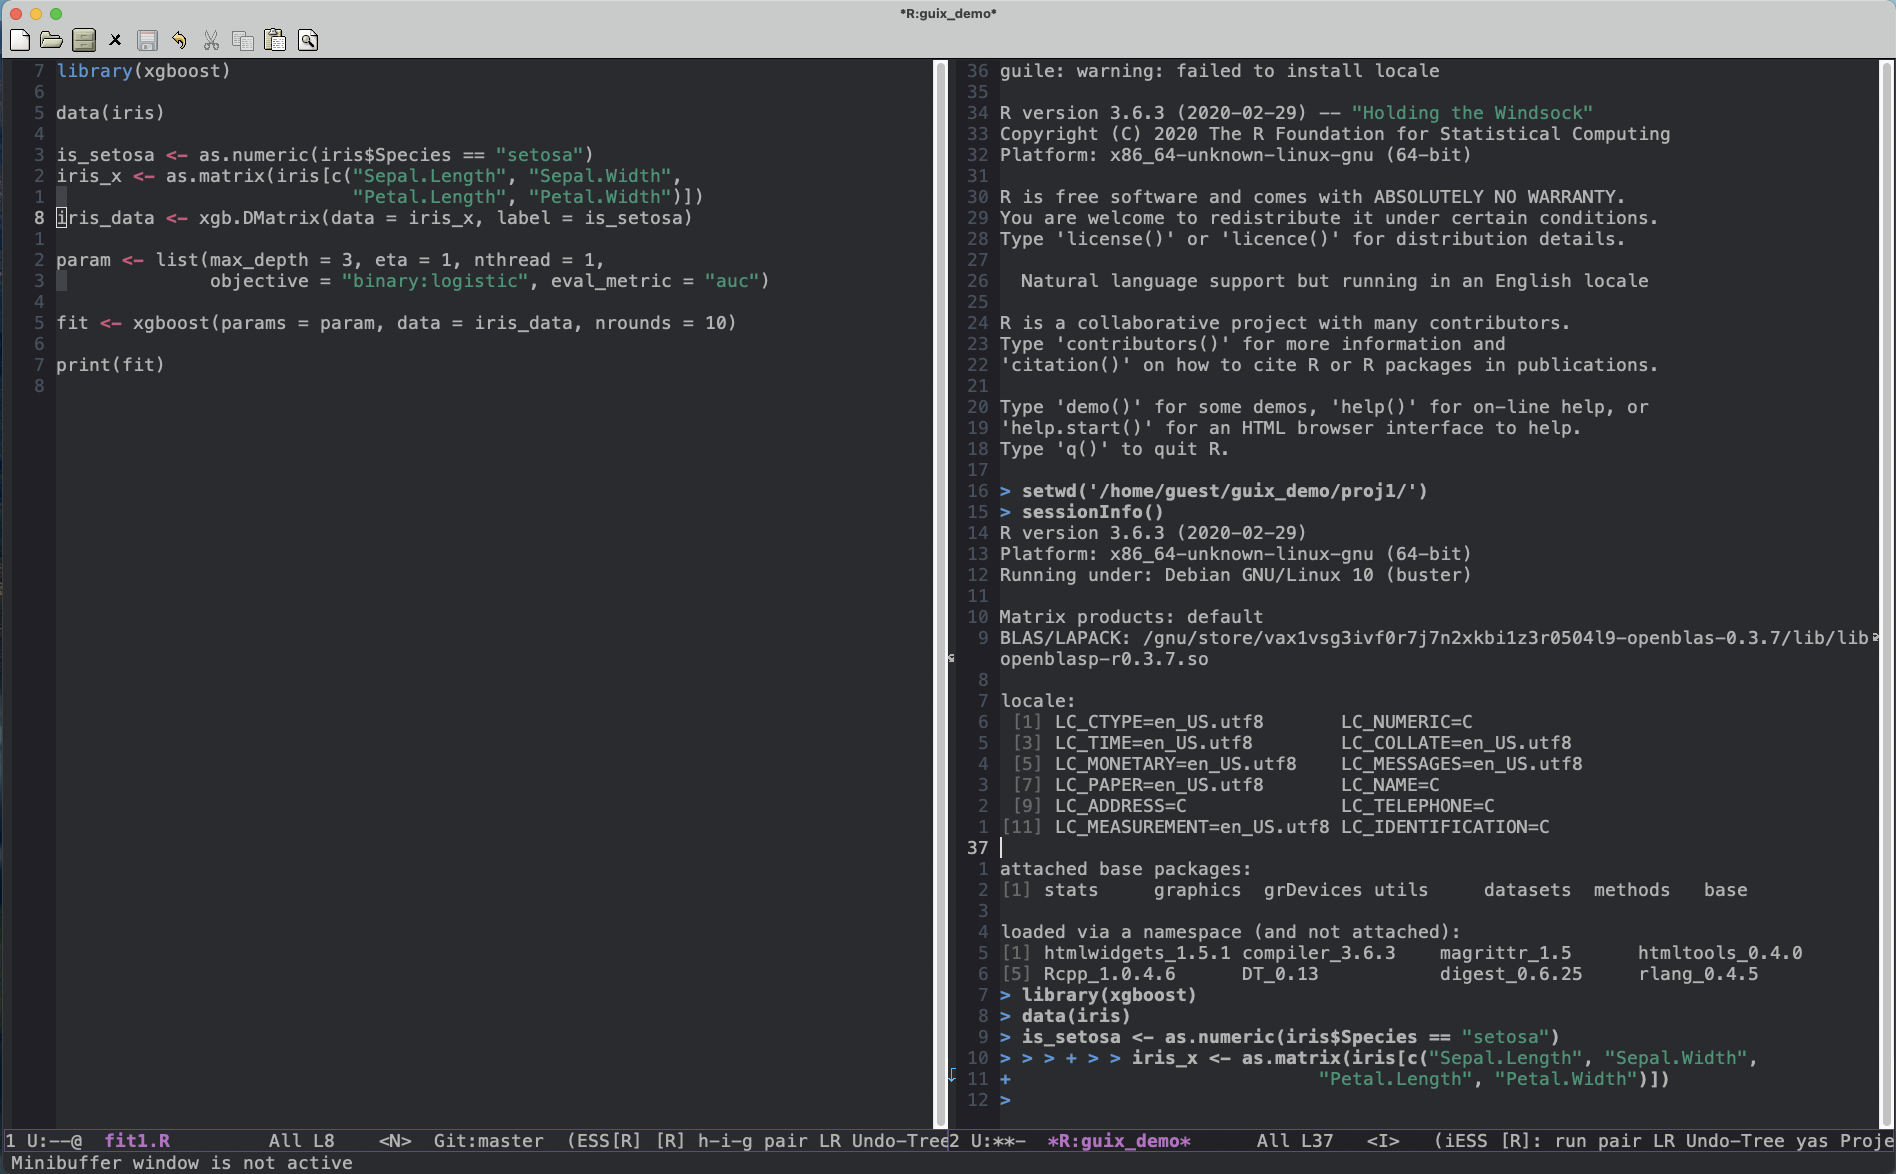 *R:guix_demo*
7 library(xgboost)
6
5 data(iris)
4
3 is_setosa <- as.numeric(iris$Species == "setosa")
2 iris_x <- as.matrix(iris[c("Sepal.Length", "Sepal.Width",
1                            "Petal.Length", "Petal.Width")])
8 iris_data <- xgb.DMatrix(data = iris_x, label = is_setosa)
1
2 param <- list(max_depth = 3, eta = 1, nthread = 1,
3               objective = "binary:logistic", eval_metric = "auc")
4
5 fit <- xgboost(params = param, data = iris_data, nrounds = 10)
6
7 print(fit)
8
1 U:--@  fit1.R         All L8    <N>  Git:master  (ESS[R] [R] h-i-g pair LR Undo-Tree
36 guile: warning: failed to install locale
35
34 R version 3.6.3 (2020-02-29) -- "Holding the Windsock"
33 Copyright (C) 2020 The R Foundation for Statistical Computing
32 Platform: x86_64-unknown-linux-gnu (64-bit)
31
30 R is free software and comes with ABSOLUTELY NO WARRANTY.
29 You are welcome to redistribute it under certain conditions.
28 Type 'license()' or 'licence()' for distribution details.
27
26   Natural language support but running in an English locale
25
24 R is a collaborative project with many contributors.
23 Type 'contributors()' for more information and
22 'citation()' on how to cite R or R packages in publications.
21
20 Type 'demo()' for some demos, 'help()' for on-line help, or
19 'help.start()' for an HTML browser interface to help.
18 Type 'q()' to quit R.
17
16 > setwd('/home/guest/guix_demo/proj1/')
15 > sessionInfo()
14 R version 3.6.3 (2020-02-29)
13 Platform: x86_64-unknown-linux-gnu (64-bit)
12 Running under: Debian GNU/Linux 10 (buster)
11
10 Matrix products: default
9 BLAS/LAPACK: /gnu/store/vax1vsg3ivf0r7j7n2xkbi1z3r0504l9-openblas-0.3.7/lib/lib
openblasp-r0.3.7.so
8
7 locale:
6  [1] LC_CTYPE=en_US.utf8       LC_NUMERIC=C
5  [3] LC_TIME=en_US.utf8        LC_COLLATE=en_US.utf8
4  [5] LC_MONETARY=en_US.utf8    LC_MESSAGES=en_US.utf8
3  [7] LC_PAPER=en_US.utf8       LC_NAME=C
2  [9] LC_ADDRESS=C              LC_TELEPHONE=C
1 [11] LC_MEASUREMENT=en_US.utf8 LC_IDENTIFICATION=C
37
1 attached base packages:
2 [1] stats     graphics  grDevices utils     datasets  methods   base
3
4 loaded via a namespace (and not attached):
5 [1] htmlwidgets_1.5.1 compiler_3.6.3    magrittr_1.5      htmltools_0.4.0
6 [5] Rcpp_1.0.4.6      DT_0.13           digest_0.6.25     rlang_0.4.5
7 > library(xgboost)
8 > data(iris)
9 > is_setosa <- as.numeric(iris$Species == "setosa")
10 > > > + > > iris_x <- as.matrix(iris[c("Sepal.Length", "Sepal.Width",
11 +                            "Petal.Length", "Petal.Width")])
12 >
2 U:**-  *R:guix_demo*      All L37   <I>   (iESS [R]: run pair LR Undo-Tree yas Proje
Minibuffer window is not active